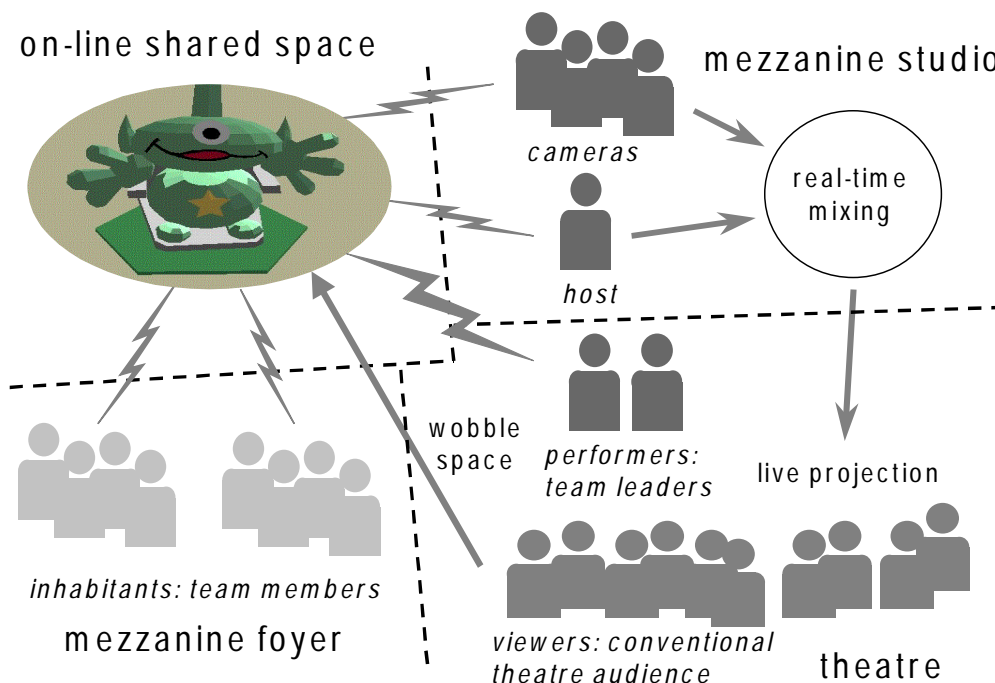 on-line shared space
mezzanine studio
cameras
real-time
mixing
host
wobble
space
performers:
team leaders
live projection
inhabitants: team members
mezzanine foyer
viewers: conventional
theatre audience
theatre